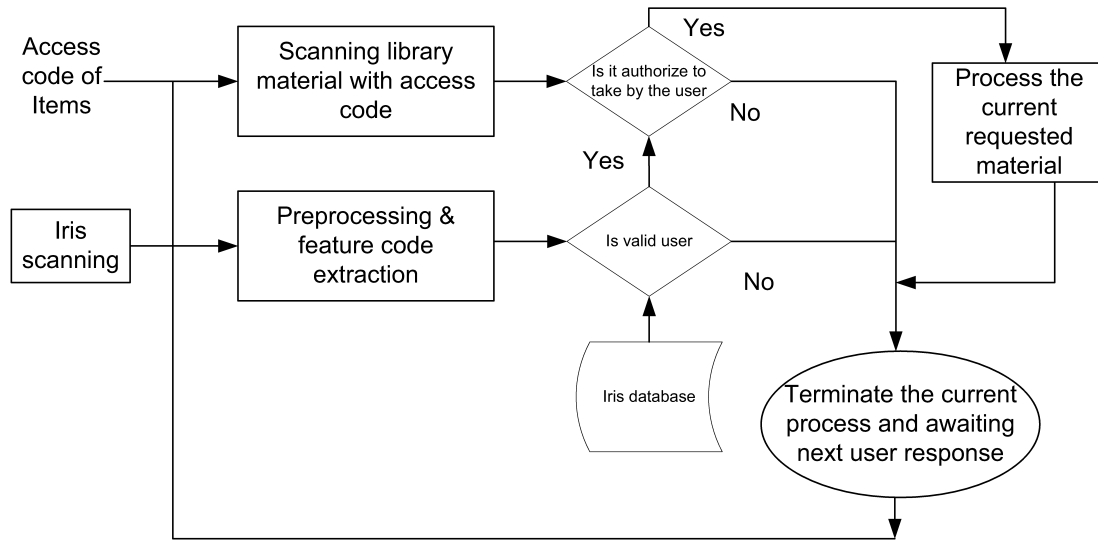 Access
code of
Items
Scanning library
material with access
code
Is it authorize to
take by the user
Yes
No
Process the
current
requested
material
Yes
Iris
scanning
Preprocessing &
feature code
extraction
Is valid user
No
Iris database
Terminate the current
process and awaiting
next user response